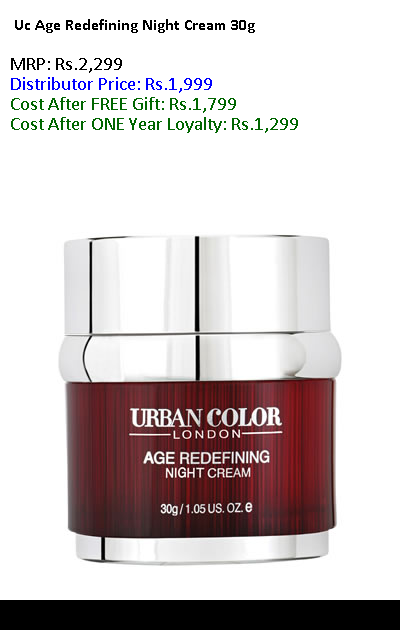 Uc Age Redefining Night Cream 30g
MRP: Rs.2,299
Distributor Price: Rs.1,999
Cost After FREE Gift: Rs.1,799
Cost After ONE Year Loyalty: Rs.1,299
URBAN COLOR
LONDON
AGE REDEFINING
NIGHT CREAM
30g / 1.05 US. OZ. e